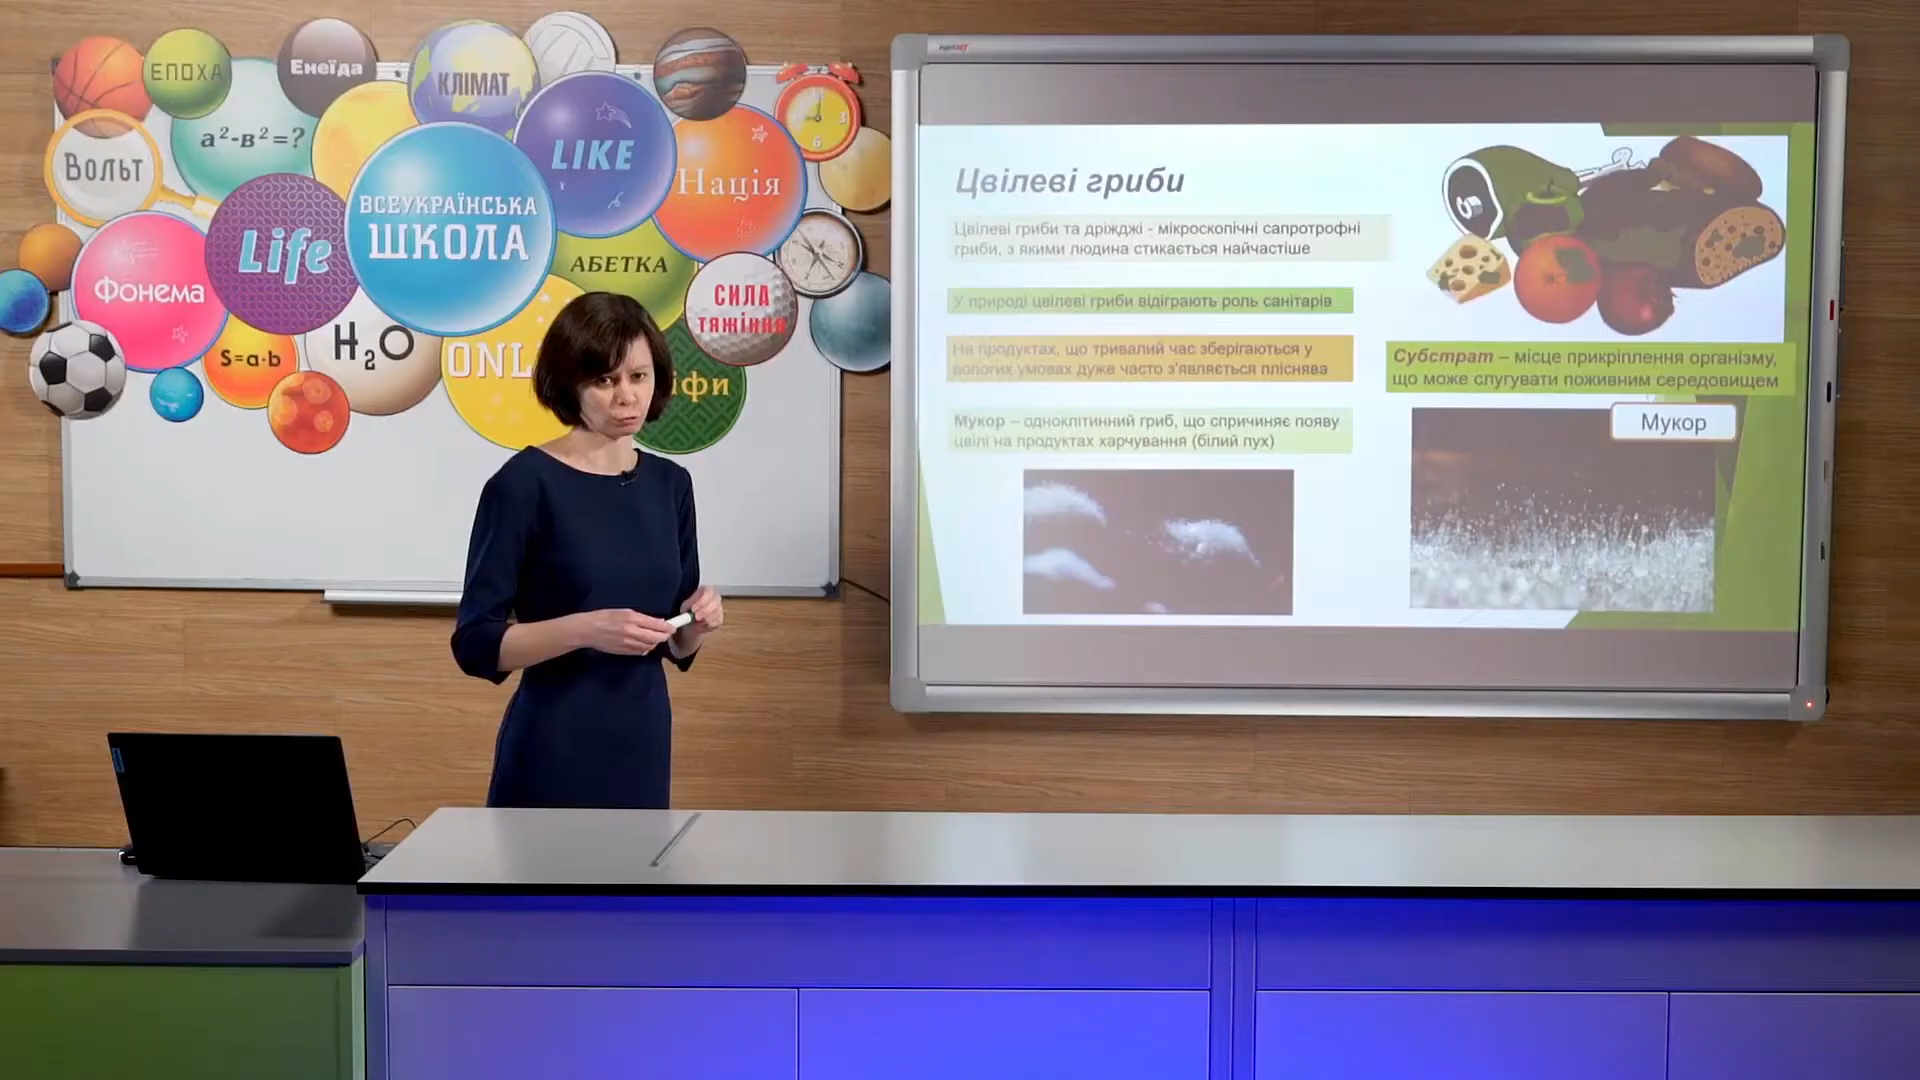 ЕПОХА
Енеїда
КЛІМАТ
a²-в²=?
Вольт
LIKE
Нація
ВСЕУКРАЇНСЬКА
ШКОЛА
Life
Фонема
АБЕТКА
СИЛА
тяжіння
S=a·b
H₂O
ONL
іфи
Цвілеві гриби
Цвілеві гриби та дріжджі - мікроскопічні сапротрофні
гриби, з якими людина стикається найчастіше
У природі цвілеві гриби відіграють роль санітарів
На продуктах, що тривалий час зберігаються у
вологих умовах дуже часто з'являється пліснява
Мукор – одноклітинний гриб, що спричиняє появу
цвілі на продуктах харчування (білий пух)
Субстрат – місце прикріплення організму,
що може слугувати поживним середовищем
Мукор